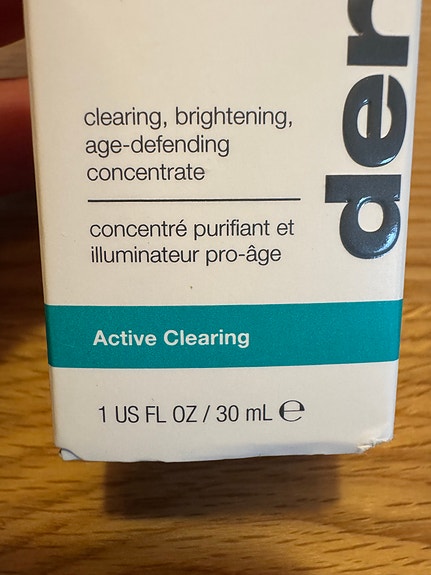 clearing, brightening,
age-defending
concentrate
concentré purifiant et
illuminateur pro-âge
Active Clearing
1 US FL OZ / 30 mL ℮